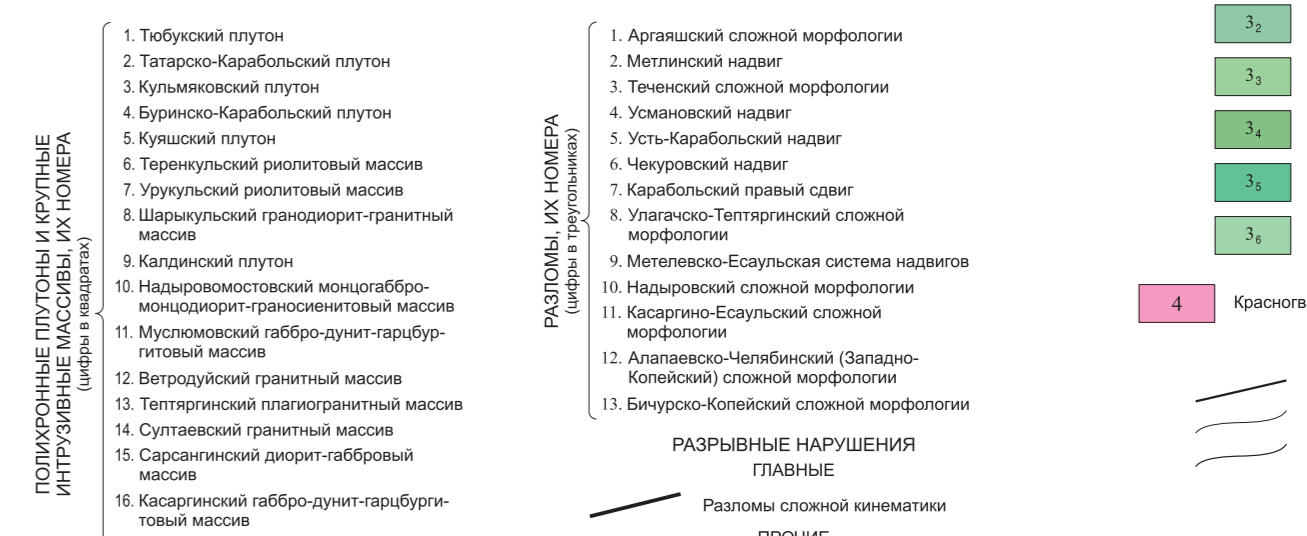 ПОЛИХРОННЫЕ ПЛУТОНЫ И КРУПНЫЕ
ИНТРУЗИВНЫЕ МАССИВЫ, ИХ НОМЕРА
(цифры в квадратах)
1. Тюбукский плутон
2. Татарско-Карабольский плутон
3. Кульмяковский плутон
4. Буринско-Карабольский плутон
5. Куяшский плутон
6. Теренкульский риолитовый массив
7. Урукульский риолитовый массив
8. Шарыкульский гранодиорит-гранитный
массив
9. Калдинский плутон
10. Надыровомостовский монцогаббро-
монцодиорит-граносиенитовый массив
11. Муслюмовский габбро-дунит-гарцбур-
гитовый массив
12. Ветродуйский гранитный массив
13. Тептяргинский плагиогранитный массив
14. Султаевский гранитный массив
15. Сарсангинский диорит-габбровый
массив
16. Касаргинский габбро-дунит-гарцбурги-
товый массив
РАЗЛОМЫ, ИХ НОМЕРА
(цифры в треугольниках)
1. Аргаяшский сложной морфологии
2. Метлинский надвиг
3. Теченский сложной морфологии
4. Усмановский надвиг
5. Усть-Карабольский надвиг
6. Чекуровский надвиг
7. Карабольский правый сдвиг
8. Улагачско-Тептяргинский сложной
морфологии
9. Метелевско-Есаульская система надвигов
10. Надыровский сложной морфологии
11. Касаргино-Есаульский сложной
морфологии
12. Алапаевско-Челябинский (Западно-
Копейский) сложной морфологии
13. Бичурско-Копейский сложной морфологии
РАЗРЫВНЫЕ НАРУШЕНИЯ
ГЛАВНЫЕ
Разломы сложной кинематики
ПРОЧИЕ
3₂
3₃
3₄
3₅
3₆
4 Красногв